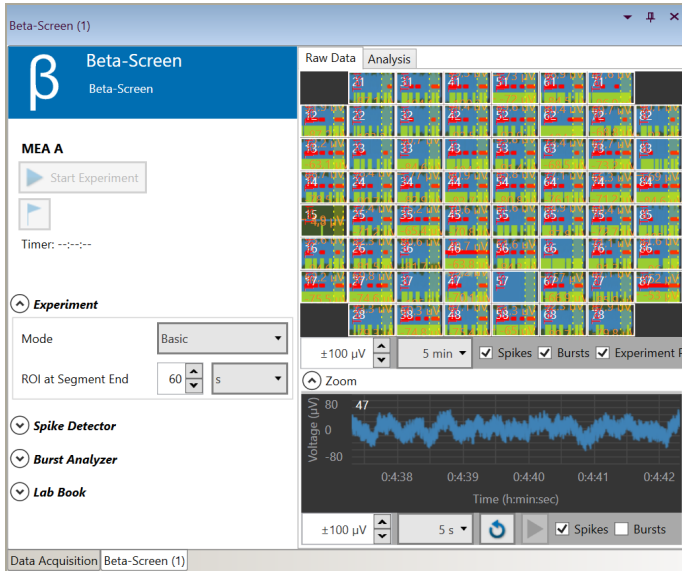 Beta-Screen (1)
β
Beta-Screen
Beta-Screen
MEA A
Start Experiment
Timer: --:--:--
Experiment
Mode
Basic
ROI at Segment End
60
s
Spike Detector
Burst Analyzer
Lab Book
Raw Data
Analysis
21 31 41 51 61 71
12 22 32 42 52 62 72 82
13 23 33 43 53 63 73 83
14 24 34 44 54 64 74 84
15 25 35 45 55 65 75 85
16 26 36 46 56 66 76 86
17 27 37 47 57 67 77 87
28 38 48 58 68 78
±100 µV
5 min
Spikes
Bursts
Experiment
Zoom
Voltage (µV)
80
0
-80
47
0:4:38 0:4:39 0:4:40 0:4:41 0:4:42
Time (h:min:sec)
±100 µV
5 s
Spikes
Bursts
Data Acquisition
Beta-Screen (1)